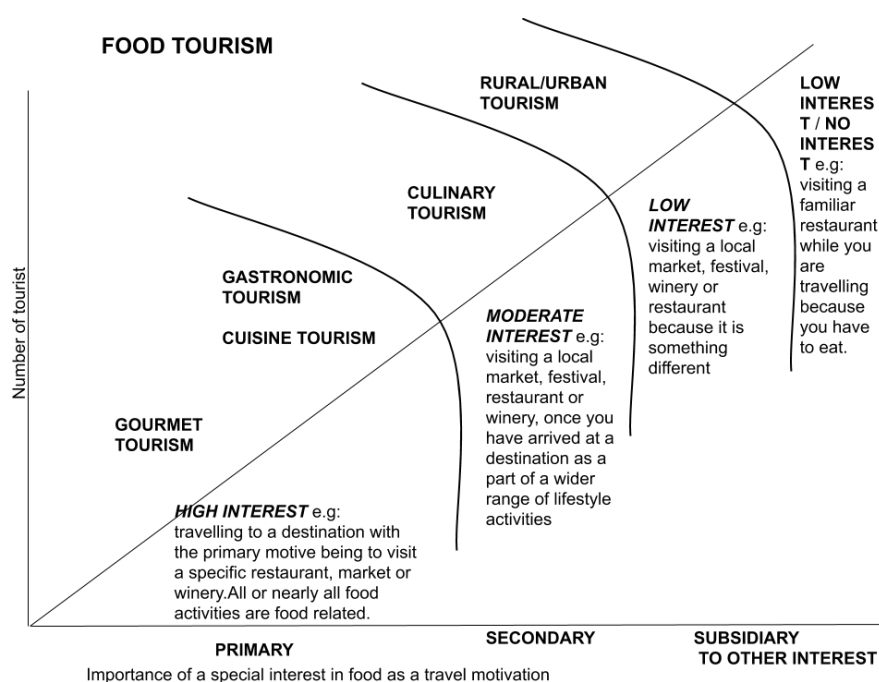 FOOD TOURISM
RURAL/URBAN
TOURISM
CULINARY
TOURISM
GASTRONOMIC
TOURISM
CUISINE TOURISM
GOURMET
TOURISM
Number of tourist
HIGH INTEREST e.g:
travelling to a destination with
the primary motive being to visit
a specific restaurant, market or
winery.All or nearly all food
activities are food related.
MODERATE
INTEREST e.g:
visiting a local
market, festival,
restaurant or
winery, once you
have arrived at a
destination as a
part of a wider
range of lifestyle
activities
LOW
INTEREST e.g:
visiting a local
market, festival,
winery or
restaurant
because it is
something
different
LOW
INTERES
T / NO
INTERES
T e.g:
visiting a
familiar
restaurant
while you
are
travelling
because
you have
to eat.
PRIMARY
SECONDARY
SUBSIDIARY
TO OTHER INTEREST
Importance of a special interest in food as a travel motivation